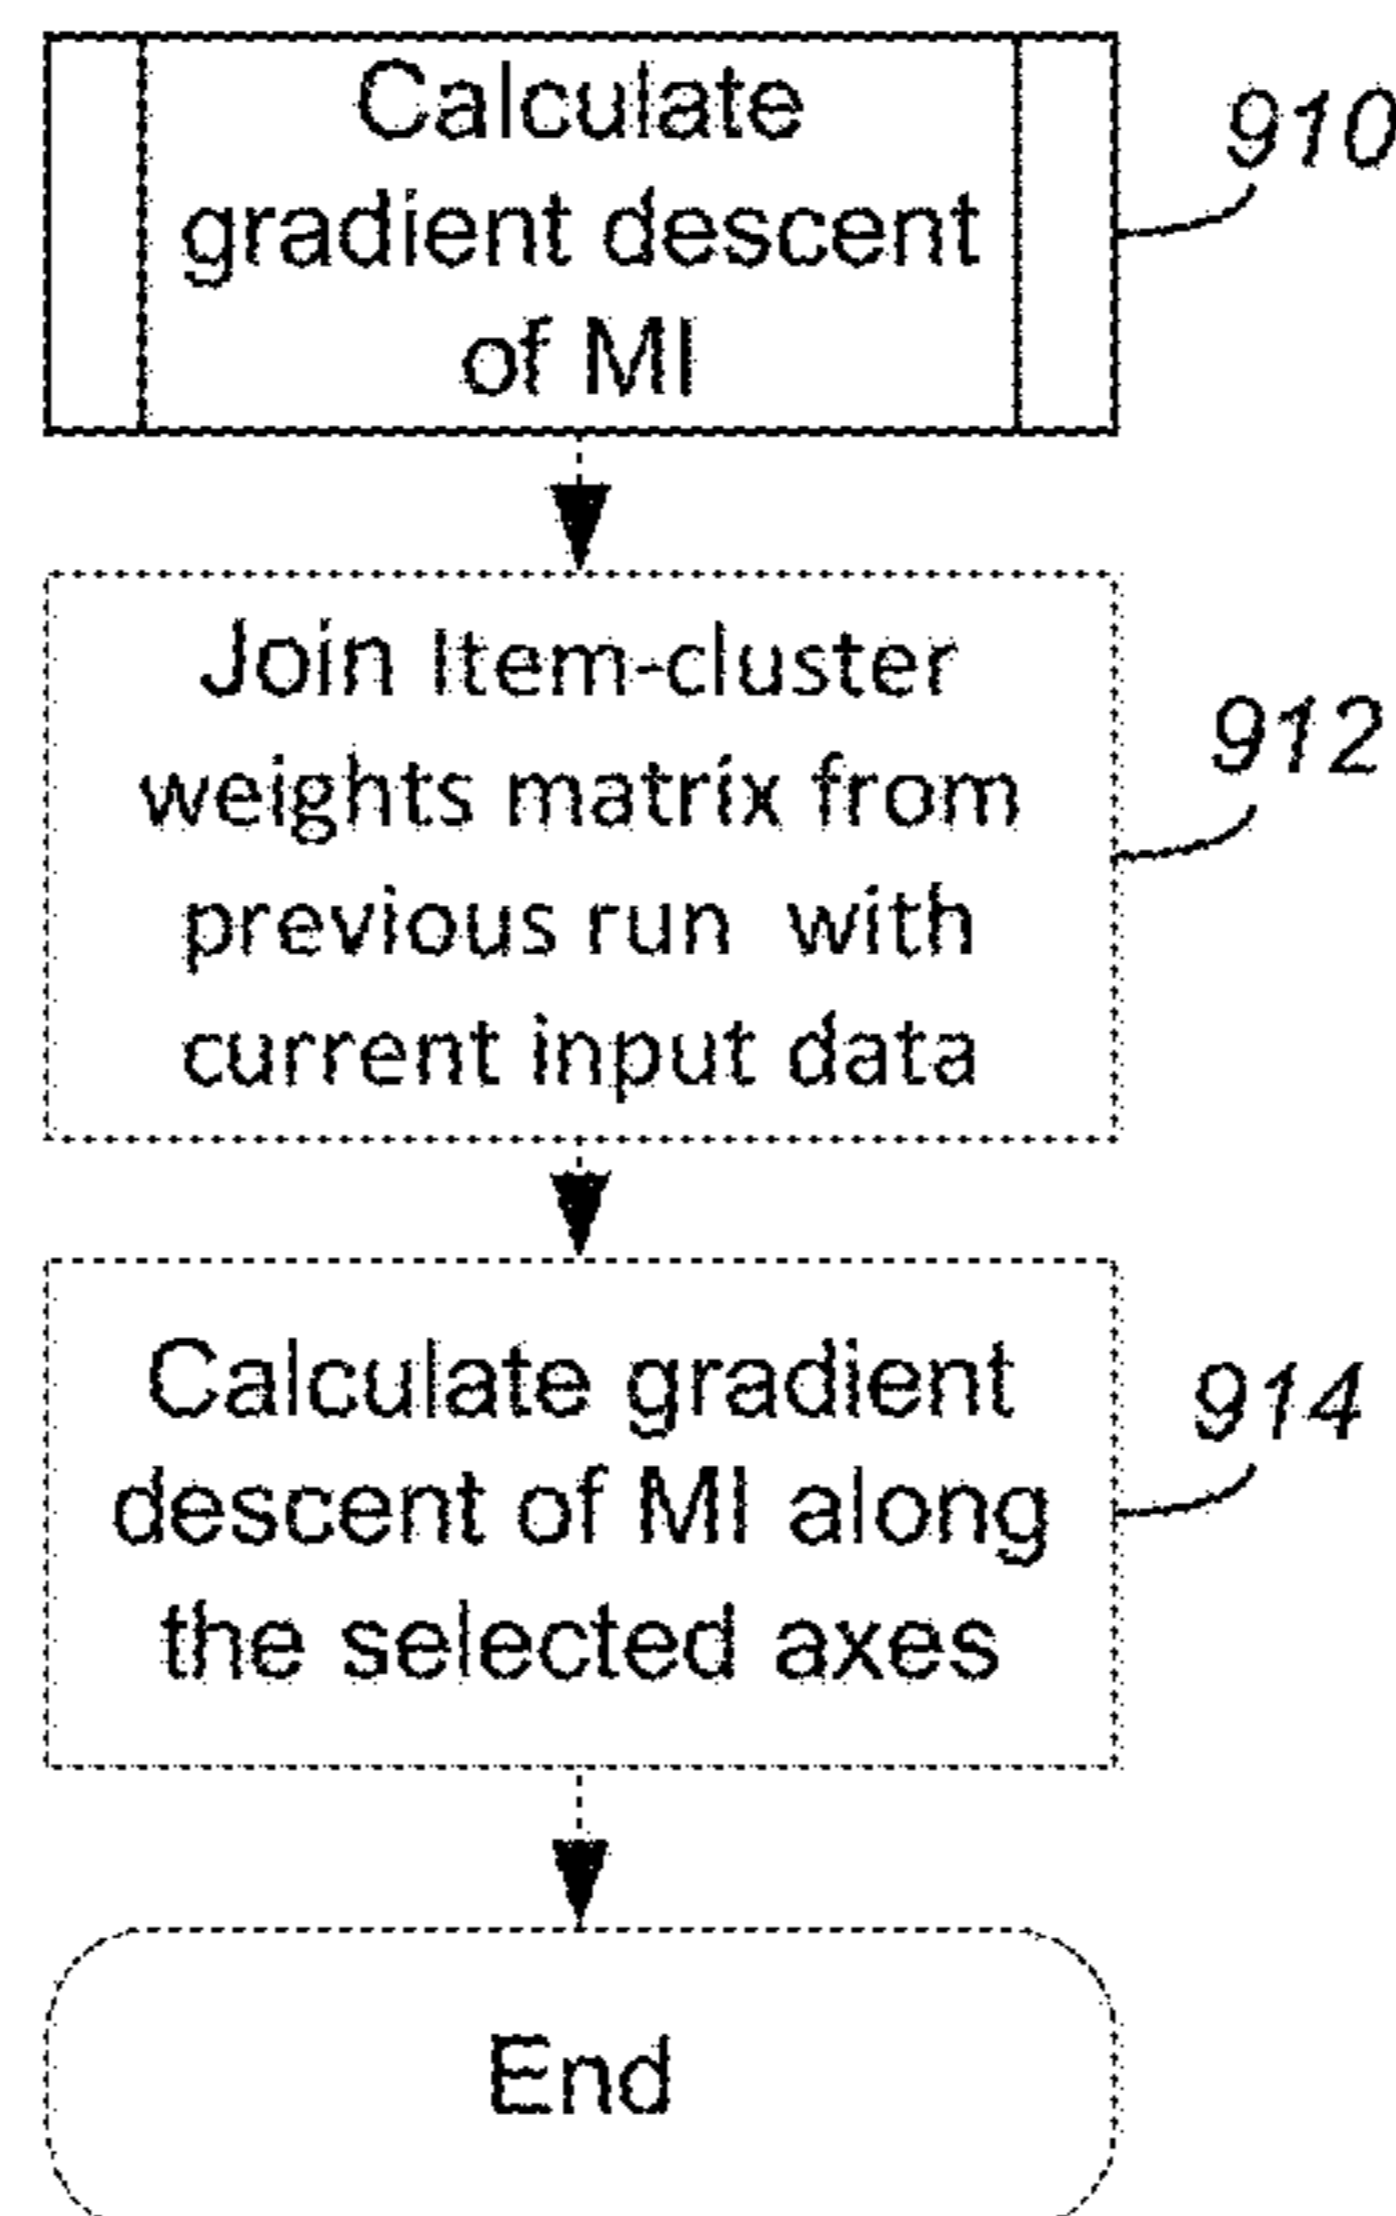 Calculate
gradient descent
of MI
910
Join Item-cluster
weights matrix from
previous run with
current input data
912
Calculate gradient
descent of MI along
the selected axes
914
End